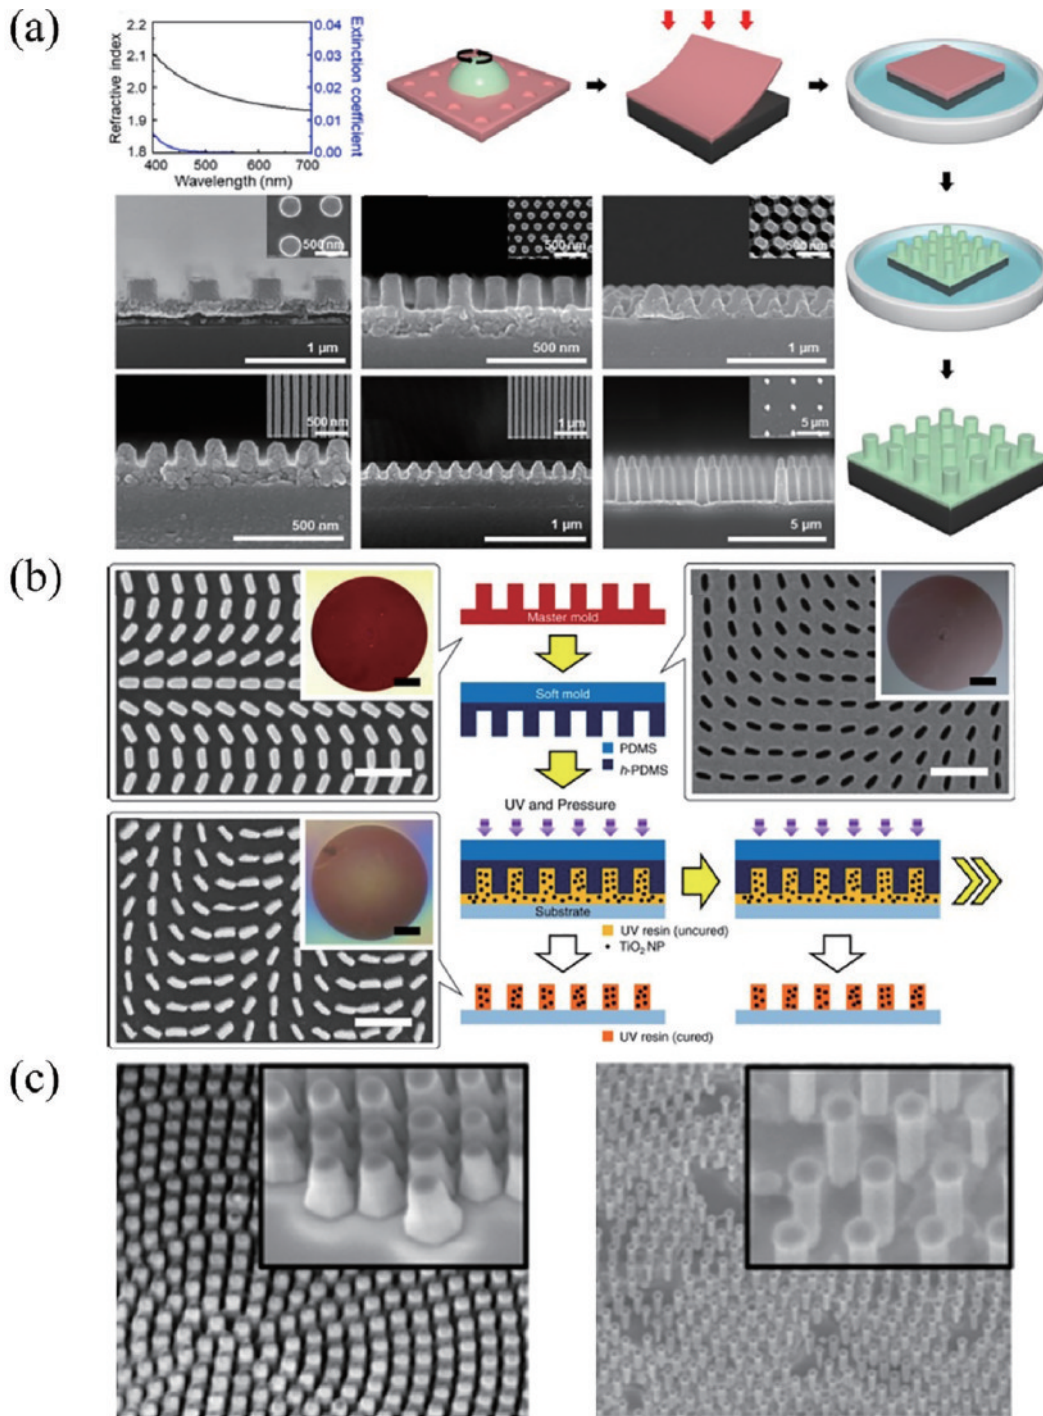 (a)
2.2
2.1
2.0
1.9
1.8
Refractive index
0.04
0.03
0.02
0.01
0.00
Extinction coefficient
400 500 600 700
Wavelength (nm)
500 nm
1 µm
500 nm
500 nm
500 nm
1 µm
500 nm
500 nm
1 µm
1 µm
5 µm
5 µm
(b)
Master mold
Soft mold
PDMS
h-PDMS
UV and Pressure
Substrate
UV resin (uncured)
TiO₂ NP
UV resin (cured)
(c)